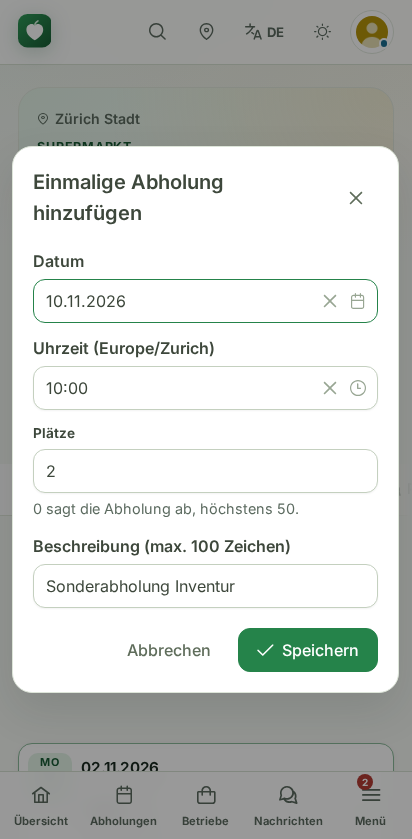 DE
Zürich Stadt
SUPERMARKT
Einmalige Abholung
hinzufügen
Datum
10.11.2026
Uhrzeit (Europe/Zurich)
10:00
Plätze
2
0 sagt die Abholung ab, höchstens 50.
Beschreibung (max. 100 Zeichen)
Sonderabholung Inventur
Abbrechen
Speichern
MO
02.11.2026
2
Übersicht
Abholungen
Betriebe
Nachrichten
Menü